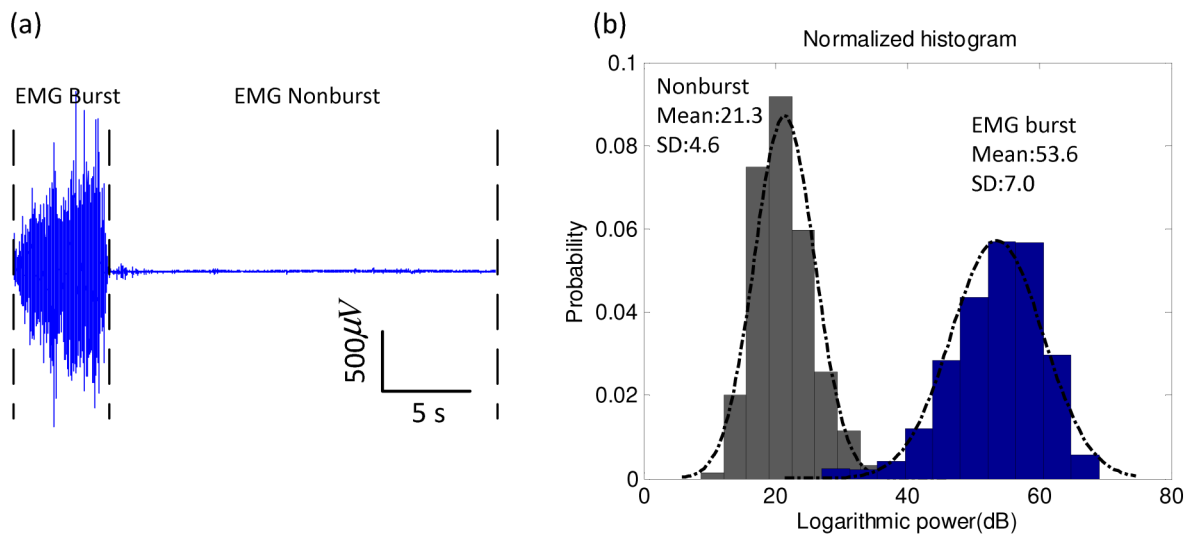 (a)
EMG Burst
EMG Nonburst
500μV
5 s
(b)
Normalized histogram
Nonburst
Mean:21.3
SD:4.6
EMG burst
Mean:53.6
SD:7.0
Probability
0.1
0.08
0.06
0.04
0.02
0
0
20
40
60
80
Logarithmic power(dB)